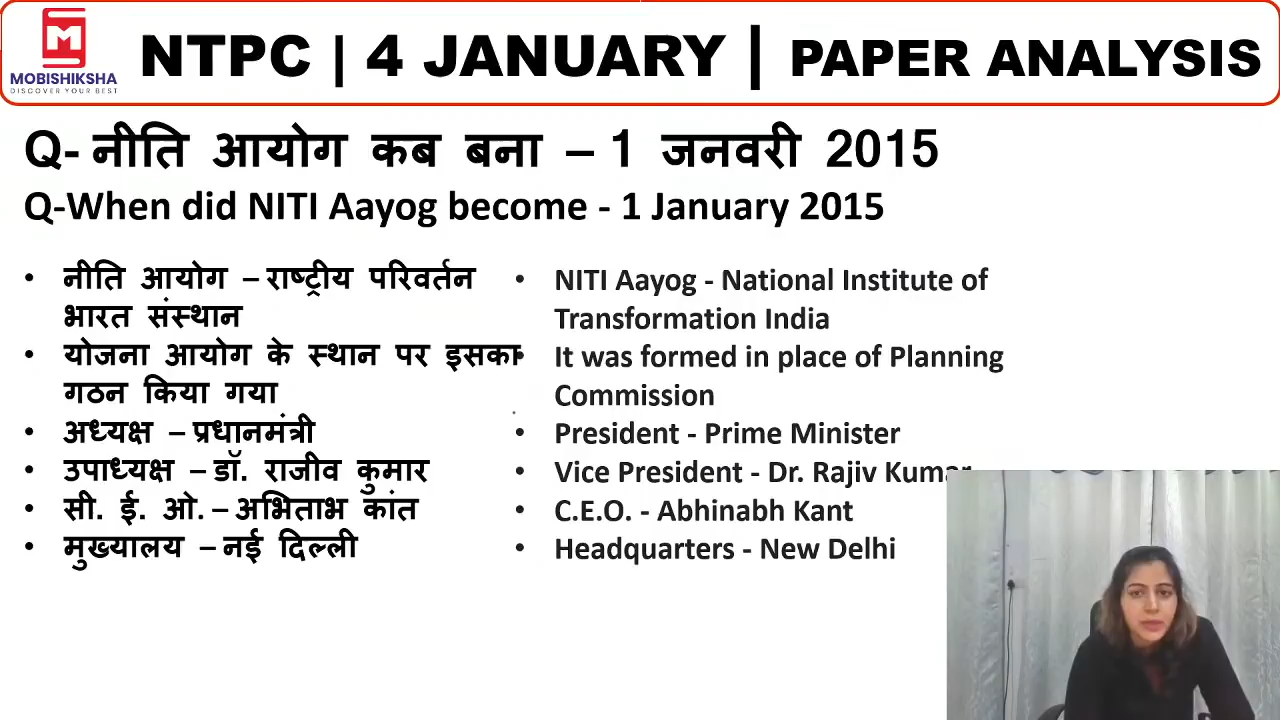 M
MOBISHIKSHA
DISCOVER YOUR BEST
NTPC | 4 JANUARY | PAPER ANALYSIS
Q- नीति आयोग कब बना – 1 जनवरी 2015
Q-When did NITI Aayog become - 1 January 2015
• नीति आयोग – राष्ट्रीय परिवर्तन
भारत संस्थान
• योजना आयोग के स्थान पर इसका
गठन किया गया
• अध्यक्ष – प्रधानमंत्री
• उपाध्यक्ष – डॉ. राजीव कुमार
• सी. ई. ओ. – अभिताभ कांत
• मुख्यालय – नई दिल्ली
• NITI Aayog - National Institute of
Transformation India
• It was formed in place of Planning
Commission
• President - Prime Minister
• Vice President - Dr. Rajiv Kumar
• C.E.O. - Abhinabh Kant
• Headquarters - New Delhi